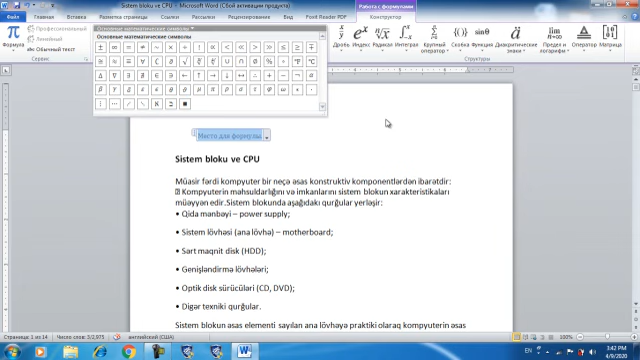 Sistem bloku ve CPU - Microsoft Word (Сбой активации продукта)
Работа с формулами
Файл Главная Вставка Разметка страницы Ссылки Рассылки Рецензирование Вид Foxit Reader PDF Конструктор
Формула
Профессиональный
Линейный
Обычный текст
Сервис
Основные математические символы
Основные математические символы
Дробь Индекс Радикал Интеграл Крупный оператор Скобка Функция Диакритические знаки Предел и логарифм Оператор Матрица
Структуры
Место для формулы.
Sistem bloku ve CPU
Müasir fərdi kompyuter bir neçə əsas konstruktiv komponentlərdən ibarətdir:
Kompyuterin məhsuldarlığını və imkanlarını sistem blokun xarakteristikaları
müəyyən edir.Sistem blokunda aşağıdakı qurğular yerləşir:
• Qida mənbəyi – power supply;
• Sistem lövhəsi (ana lövhə) – motherboard;
• Sərt maqnit disk (HDD);
• Genişləndirmə lövhələri;
• Optik disk sürücüləri (CD, DVD);
• Digər texniki qurğular.
Sistem blokun əsas elementi sayılan ana lövhəyə praktiki olaraq kompyuterin əsas
Страница: 1 из 14 Число слов: 3/2,975 английский (США) 100%
EN 3:42 PM
4/9/2020